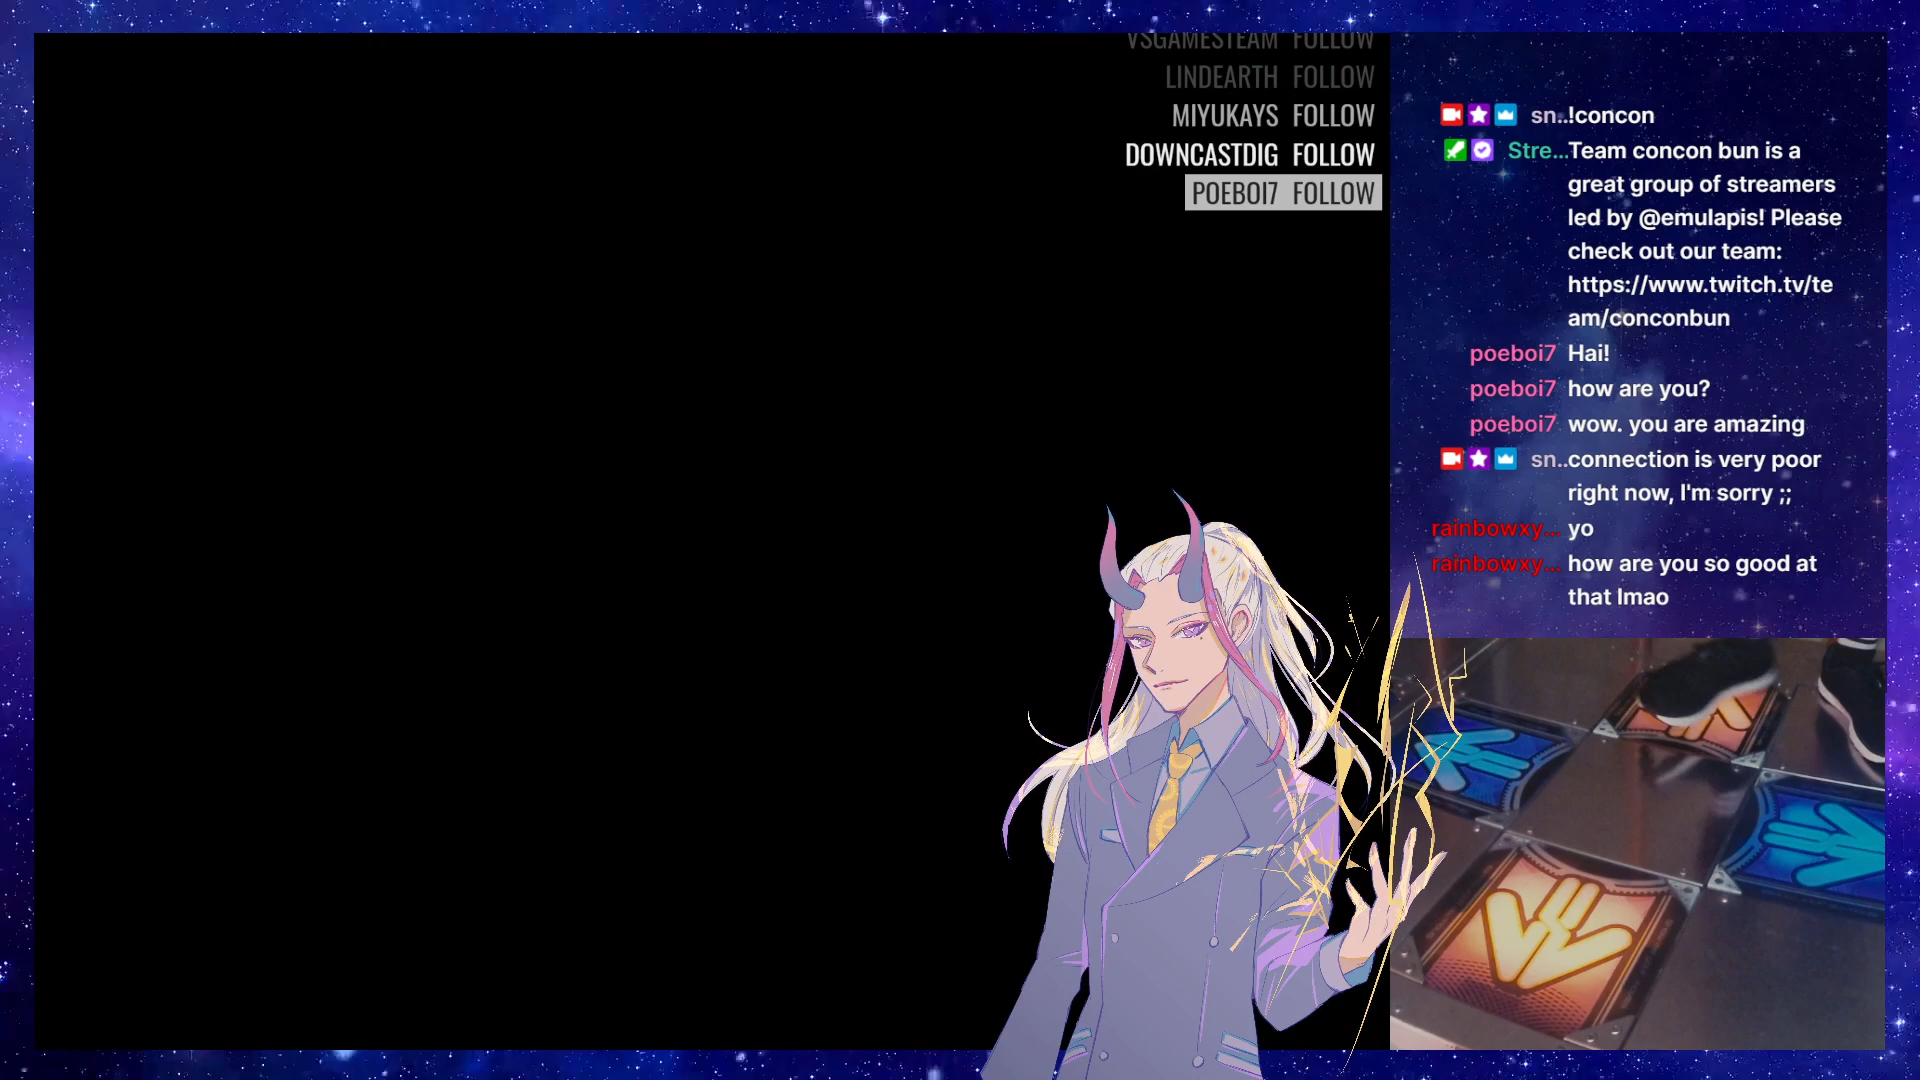 VSGAMESTEAM FOLLOW
LINDEARTH FOLLOW
MIYUKAYS FOLLOW
DOWNCASTDIG FOLLOW
POEBOI7 FOLLOW
sn.. !concon
Stre... Team concon bun is a
great group of streamers
led by @emulapis! Please
check out our team:
https://www.twitch.tv/te
am/conconbun
poeboi7 Hai!
poeboi7 how are you?
poeboi7 wow. you are amazing
sn.. connection is very poor
right now, I'm sorry ;;
rainbowxy... yo
rainbowxy... how are you so good at
that lmao